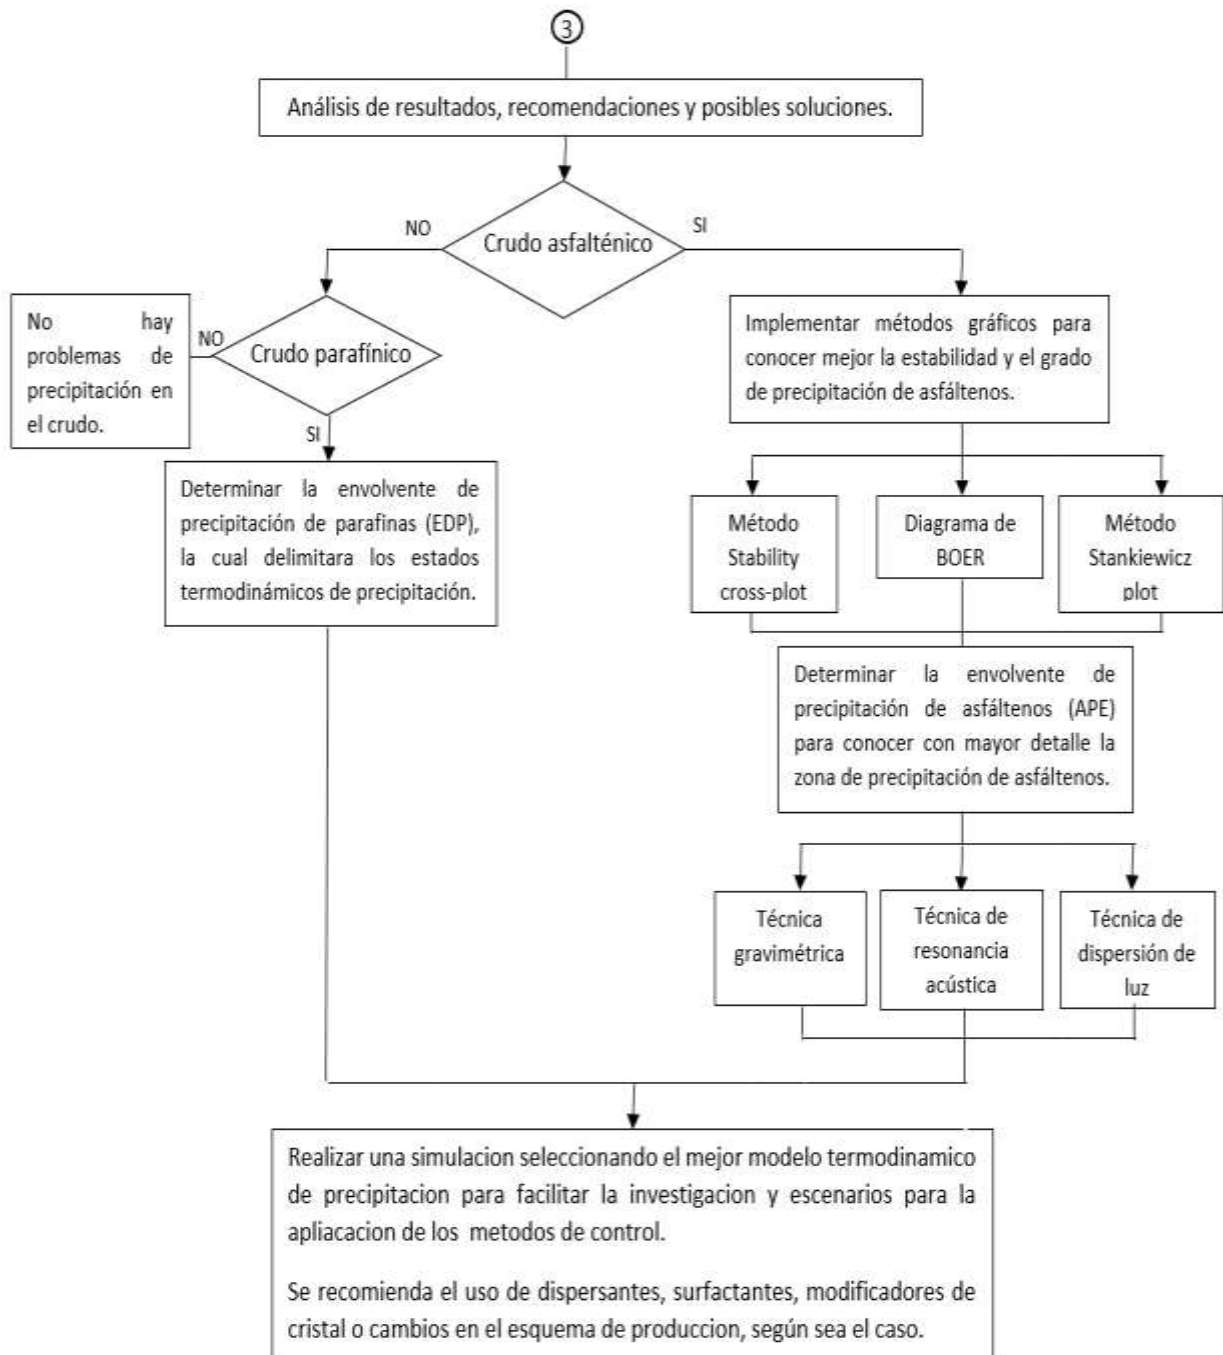 3
Análisis de resultados, recomendaciones y posibles soluciones.
NO
Crudo asfalténico
SI
No hay
problemas de
precipitación en
el crudo.
NO
Crudo parafínico
SI
Implementar métodos gráficos para
conocer mejor la estabilidad y el grado
de precipitación de asfáltenos.
Determinar la envolvente de
precipitación de parafinas (EDP),
la cual delimitara los estados
termodinámicos de precipitación.
Método
Stability
cross-plot
Diagrama de
BOER
Método
Stankiewicz
plot
Determinar la envolvente de
precipitación de asfáltenos (APE)
para conocer con mayor detalle la
zona de precipitación de asfáltenos.
Técnica
gravimétrica
Técnica de
resonancia
acústica
Técnica de
dispersión de
luz
Realizar una simulacion seleccionando el mejor modelo termodinamico
de precipitacion para facilitar la investigacion y escenarios para la
apliacacion de los metodos de control.
Se recomienda el uso de dispersantes, surfactantes, modificadores de
cristal o cambios en el esquema de produccion, según sea el caso.